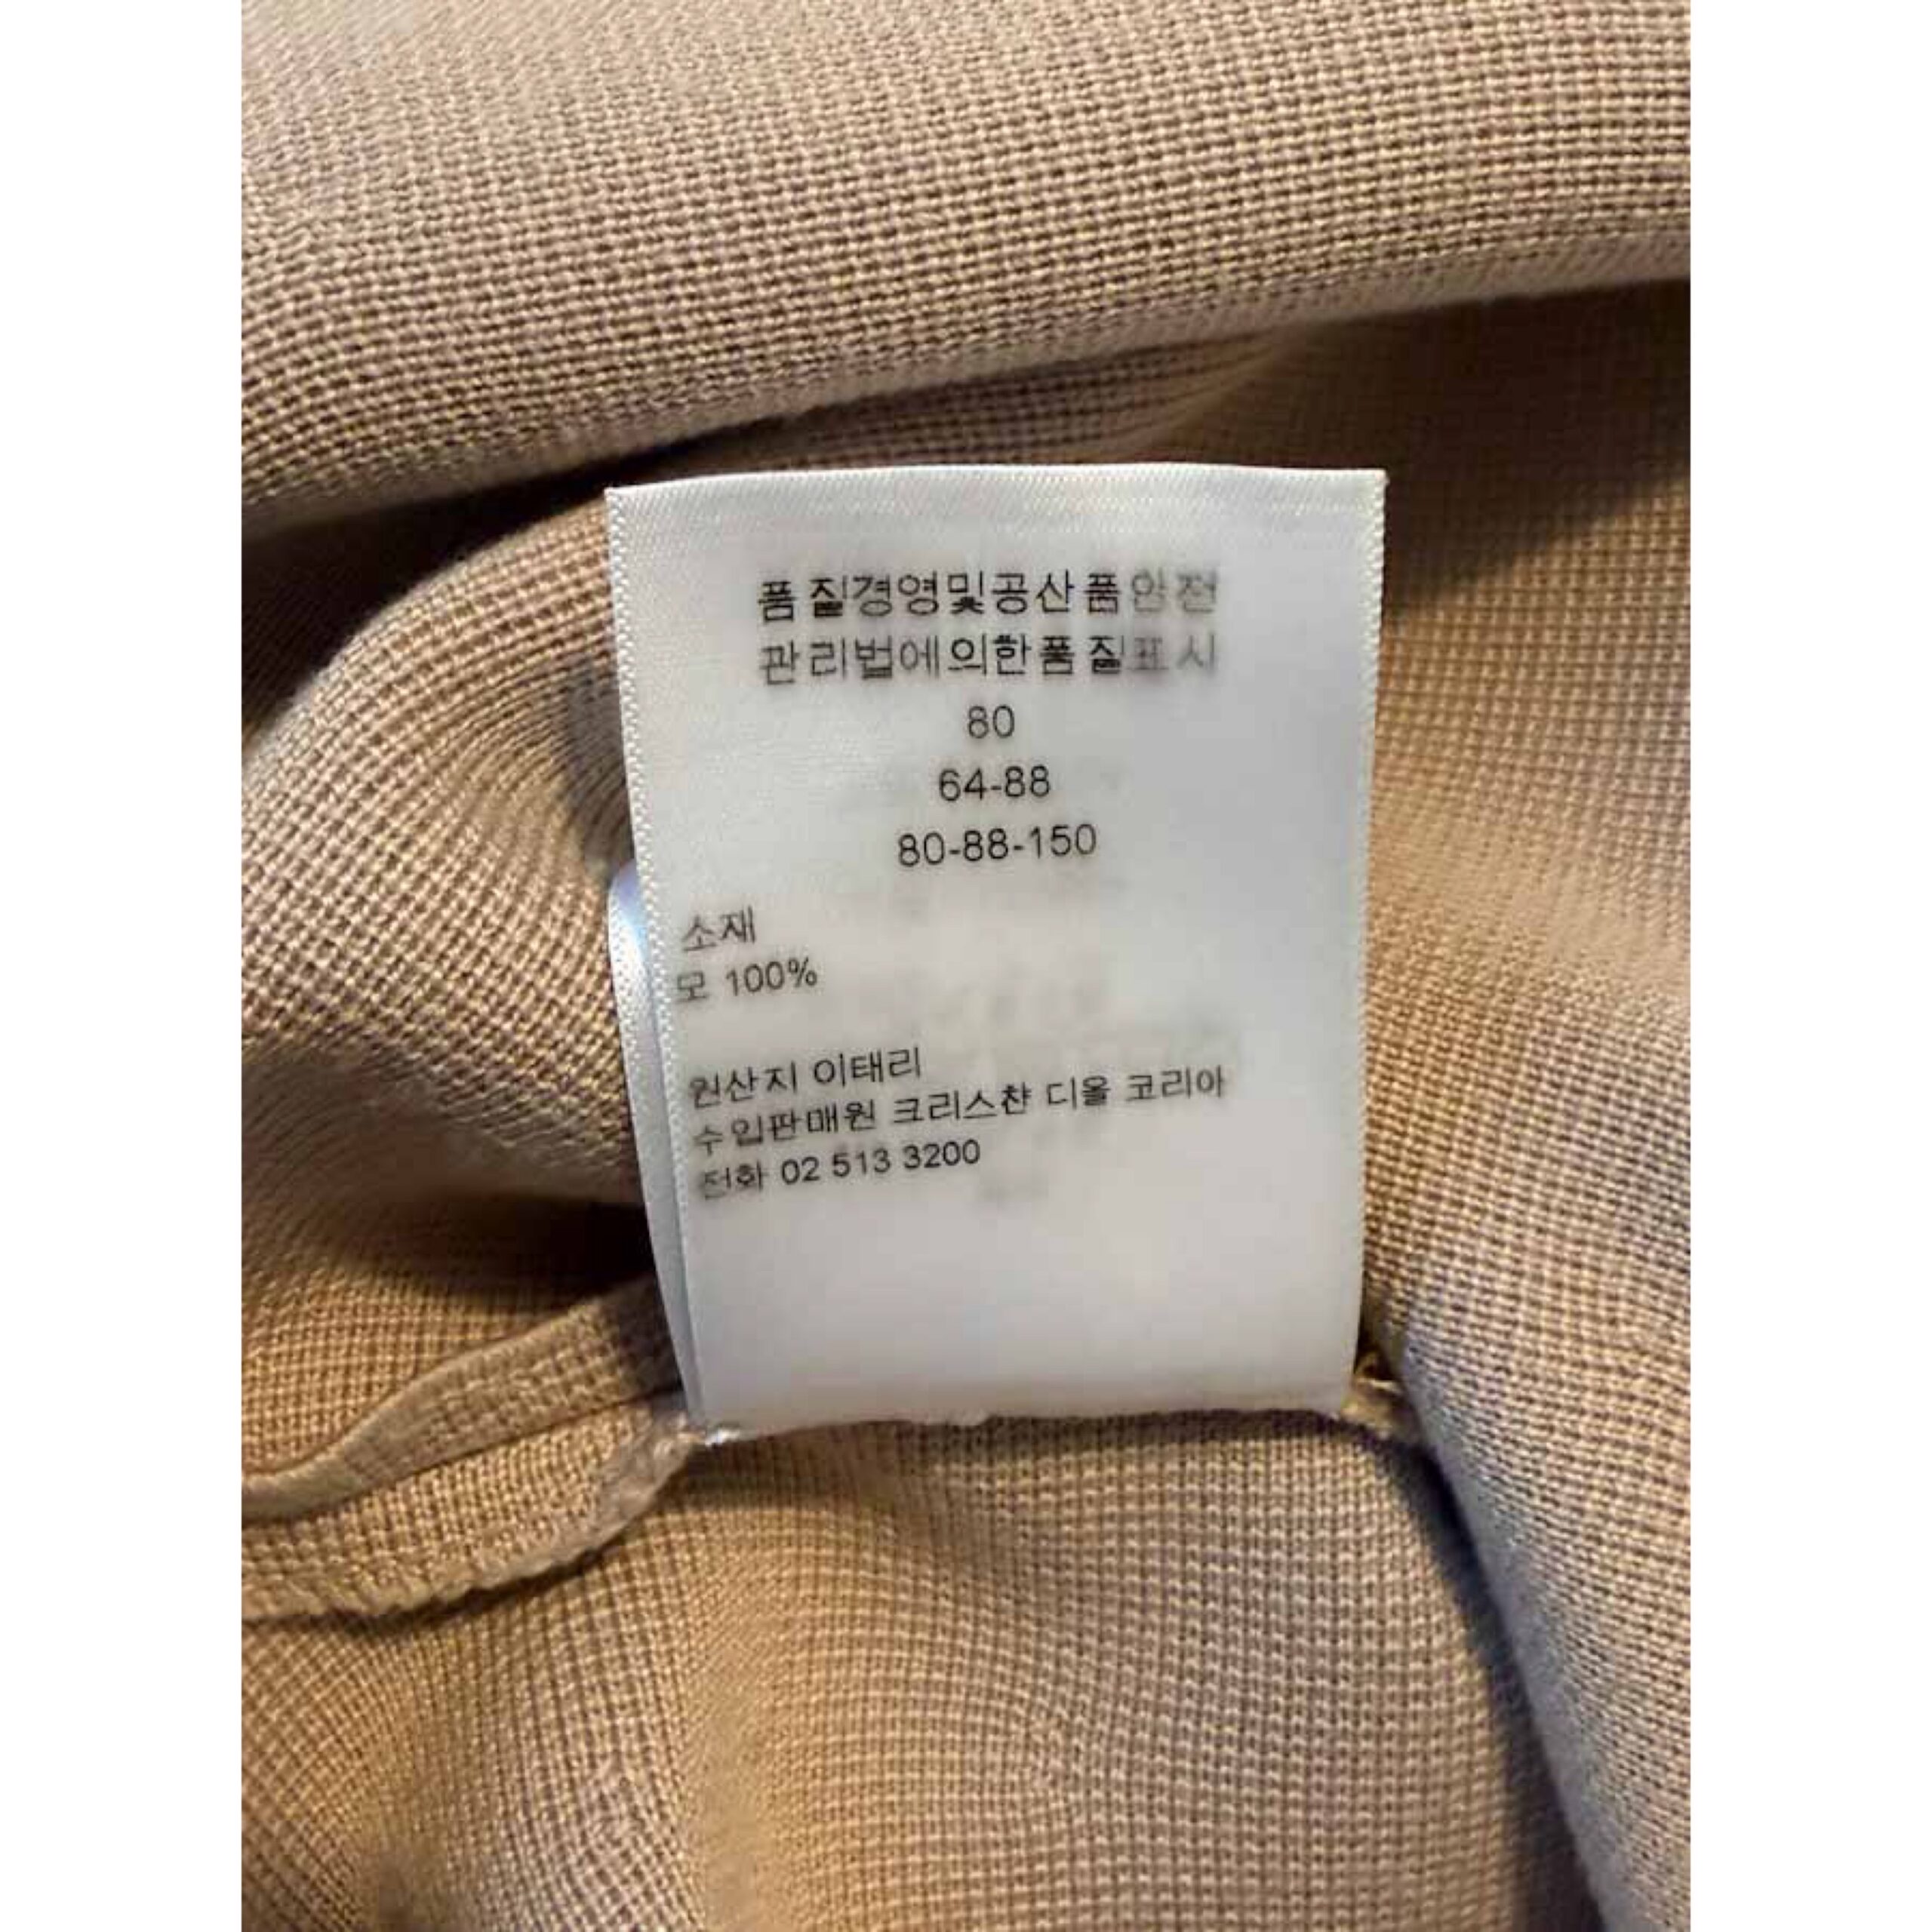 품질경영및공산품안전
관리법에의한품질표시
80
64-88
80-88-150
소재
모 100%
원산지 이태리
수입판매원 크리스챤 디올 코리아
전화 02 513 3200